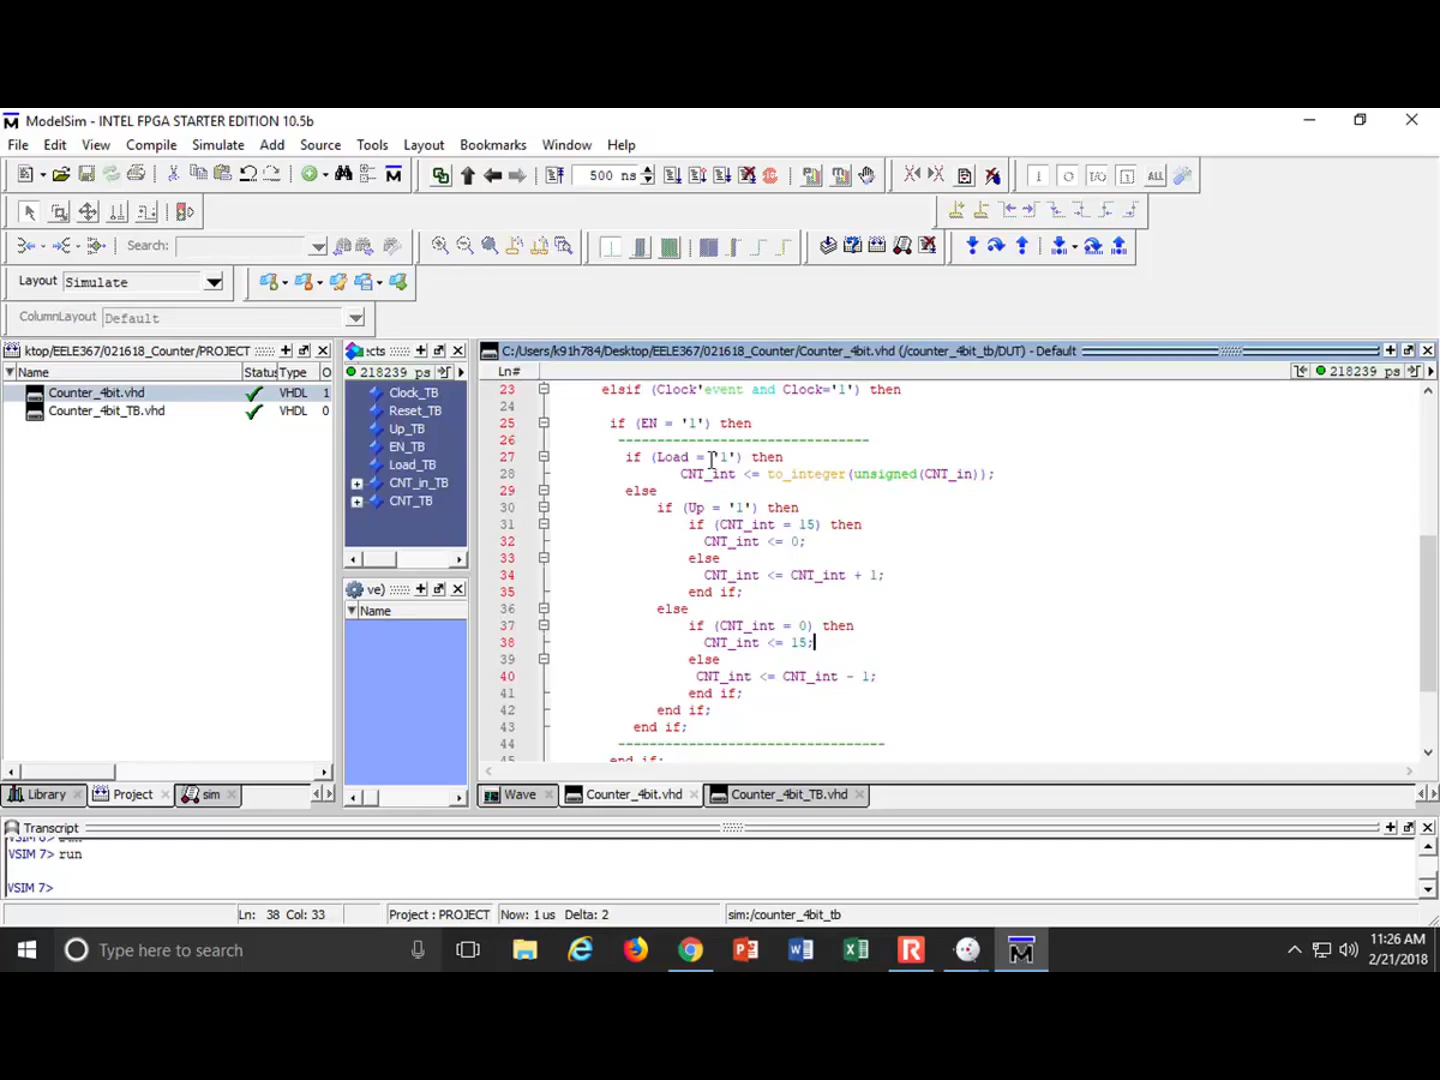 ModelSim - INTEL FPGA STARTER EDITION 10.5b
File Edit View Compile Simulate Add Source Tools Layout Bookmarks Window Help
500 ns
ALL
Search:
Layout Simulate
ColumnLayout Default
ktop/EELE367/021618_Counter/PROJECT
Name Status Type O
Counter_4bit.vhd VHDL 1
Counter_4bit_TB.vhd VHDL 0
cts
218239 ps
Clock_TB
Reset_TB
Up_TB
EN_TB
Load_TB
CNT_in_TB
CNT_TB
ve)
Name
C:/Users/k91h784/Desktop/EELE367/021618_Counter/Counter_4bit.vhd (/counter_4bit_tb/DUT) - Default
Ln# 218239 ps
23 elsif (Clock'event and Clock='1') then
24
25 if (EN = '1') then
26 --------------------------------
27 if (Load = '1') then
28 CNT_int <= to_integer(unsigned(CNT_in));
29 else
30 if (Up = '1') then
31 if (CNT_int = 15) then
32 CNT_int <= 0;
33 else
34 CNT_int <= CNT_int + 1;
35 end if;
36 else
37 if (CNT_int = 0) then
38 CNT_int <= 15;
39 else
40 CNT_int <= CNT_int - 1;
41 end if;
42 end if;
43 end if;
44 ----------------------------------
45 end if;
Library Project sim
Wave Counter_4bit.vhd Counter_4bit_TB.vhd
Transcript
VSIM 7> run
VSIM 7>
Ln: 38 Col: 33 Project : PROJECT Now: 1 us Delta: 2 sim:/counter_4bit_tb
Type here to search
11:26 AM
2/21/2018